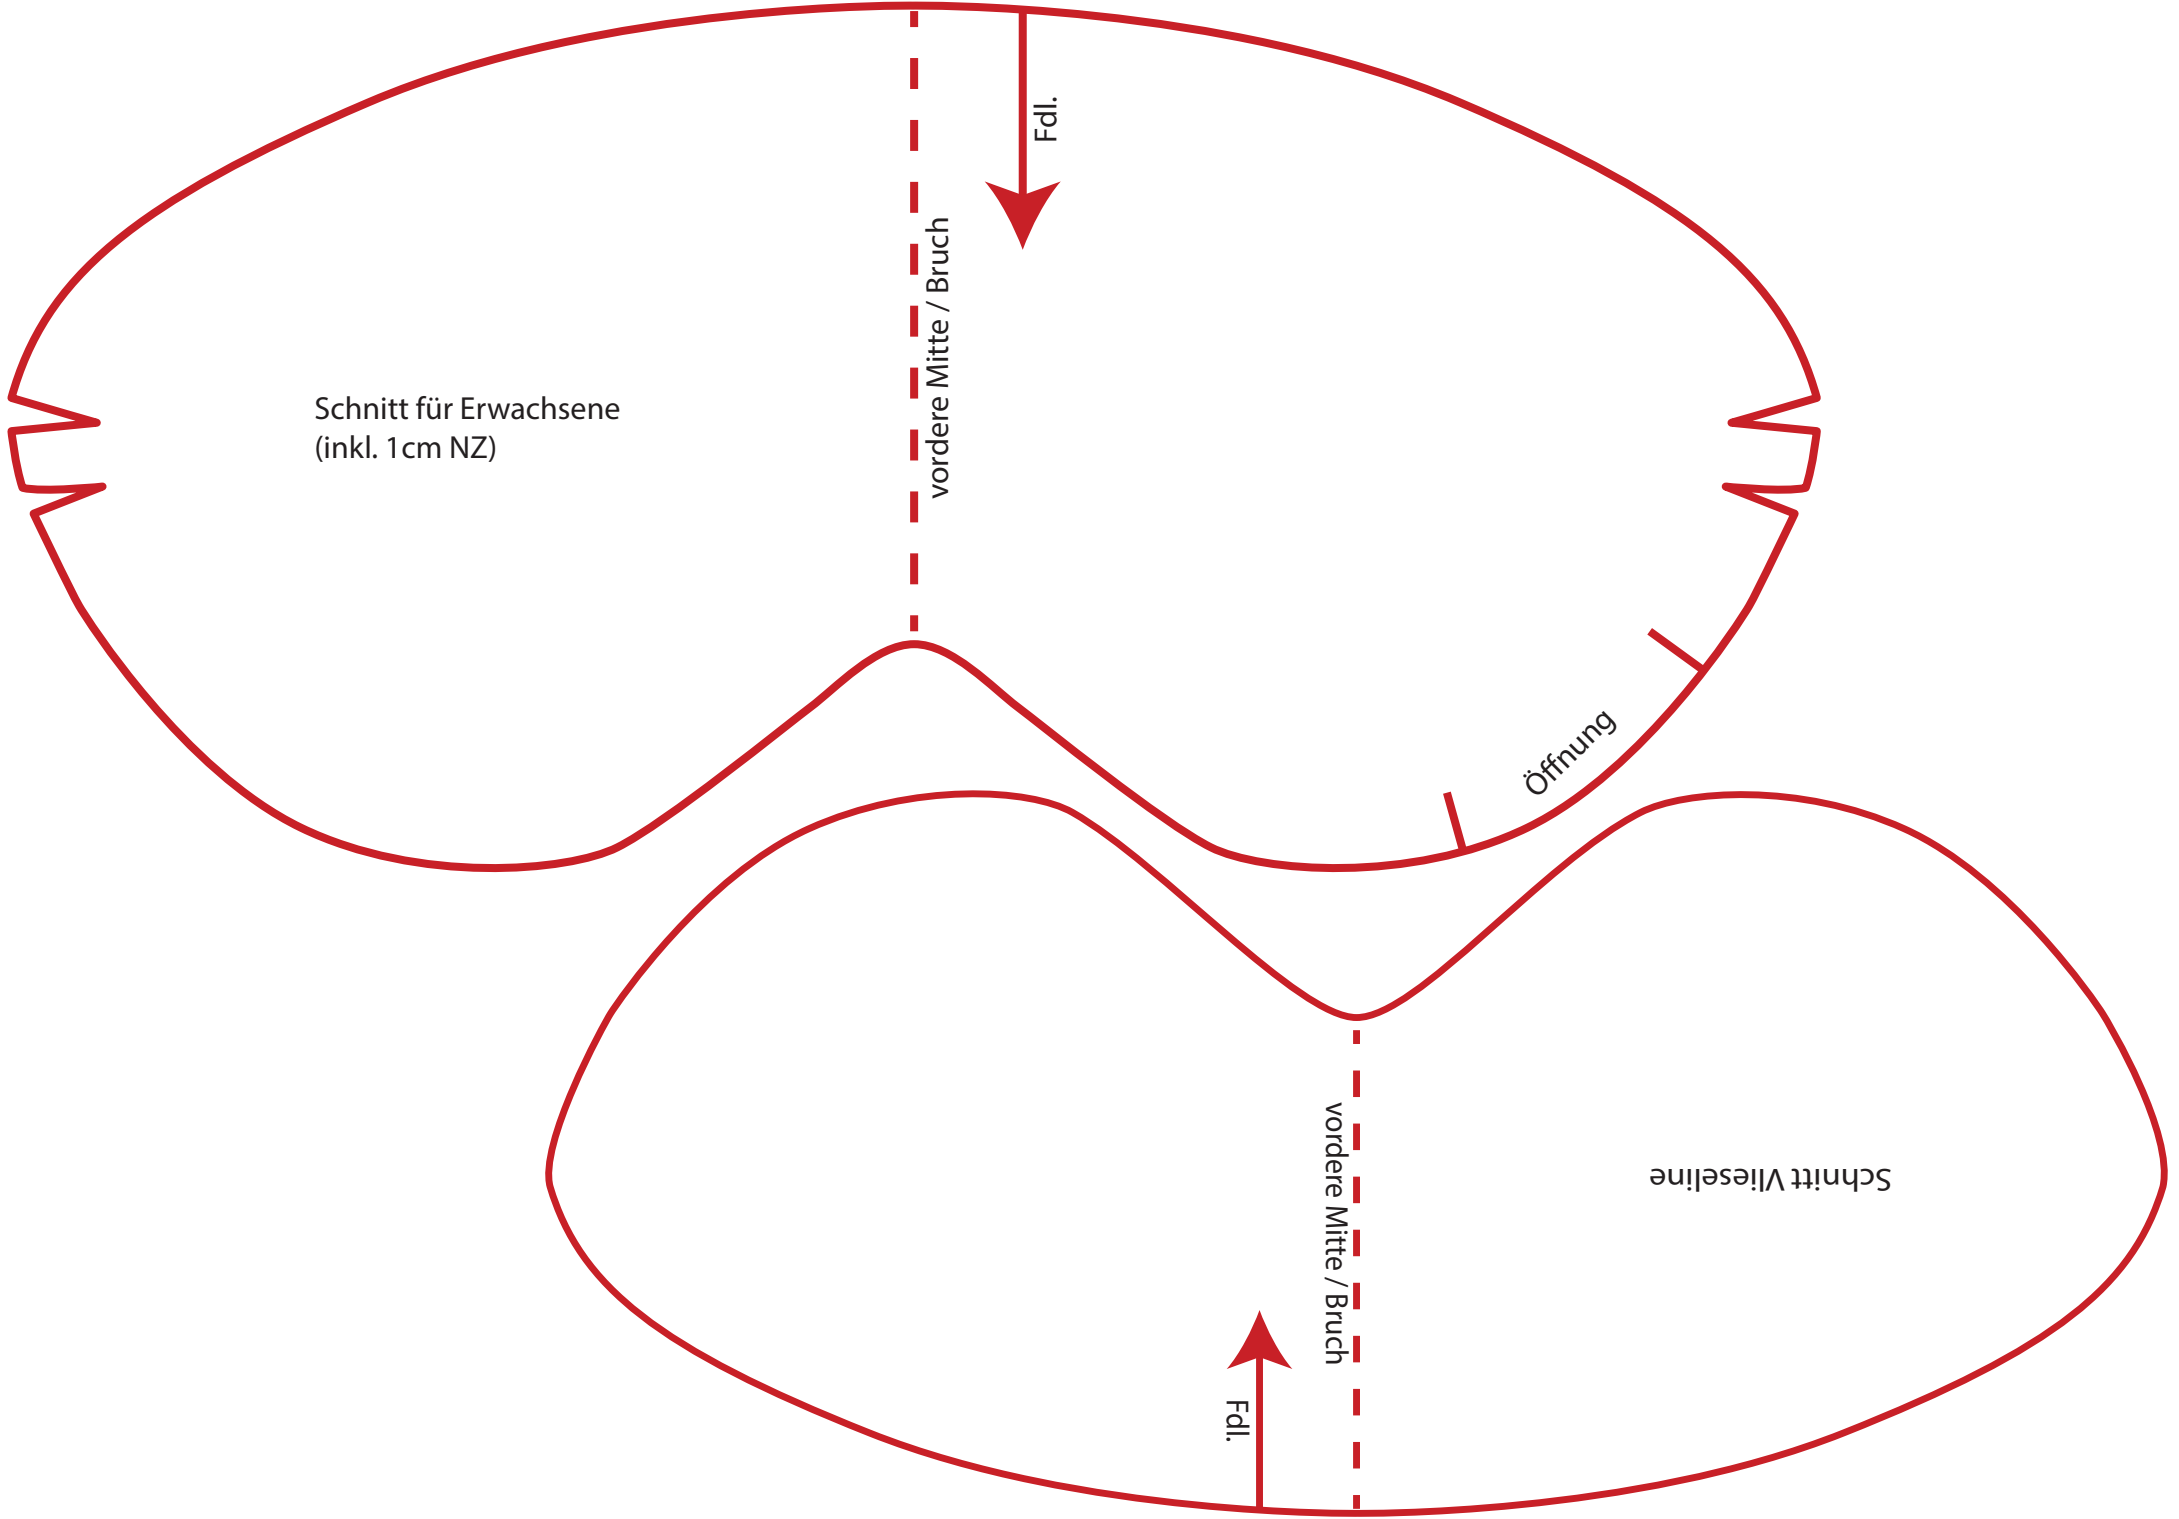 Fdl.
vordere Mitte / Bruch
Schnitt für Erwachsene
(inkl. 1cm NZ)
Öffnung
vordere Mitte / Bruch
Schnitt Vlieseline
Fdl.